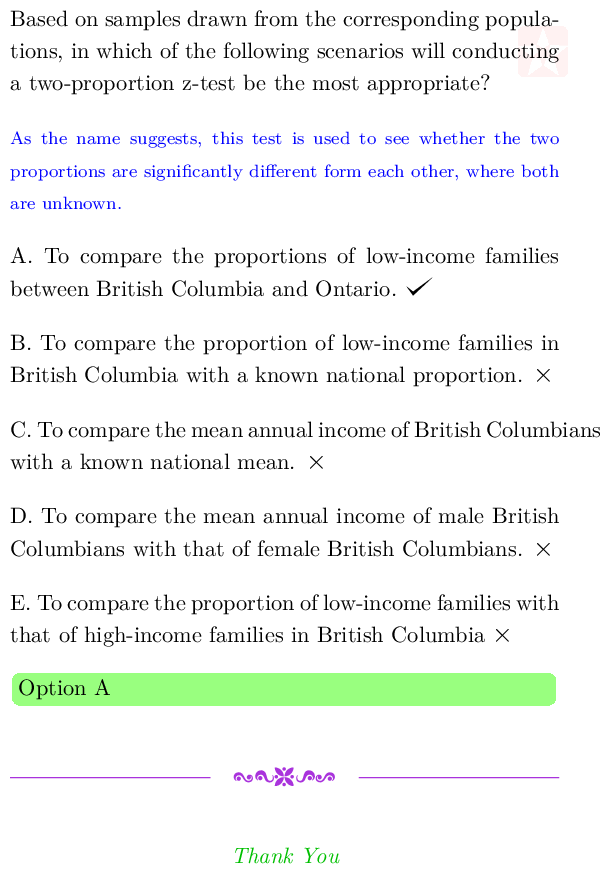 Based on samples drawn from the corresponding popula-
tions, in which of the following scenarios will conducting
a two-proportion z-test be the most appropriate?
As the name suggests, this test is used to see whether the two
proportions are significantly different form each other, where both
are unknown.
A. To compare the proportions of low-income families
between British Columbia and Ontario. ✓
B. To compare the proportion of low-income families in
British Columbia with a known national proportion. ×
C. To compare the mean annual income of British Columbians
with a known national mean. ×
D. To compare the mean annual income of male British
Columbians with that of female British Columbians. ×
E. To compare the proportion of low-income families with
that of high-income families in British Columbia ×
Option A
Thank You